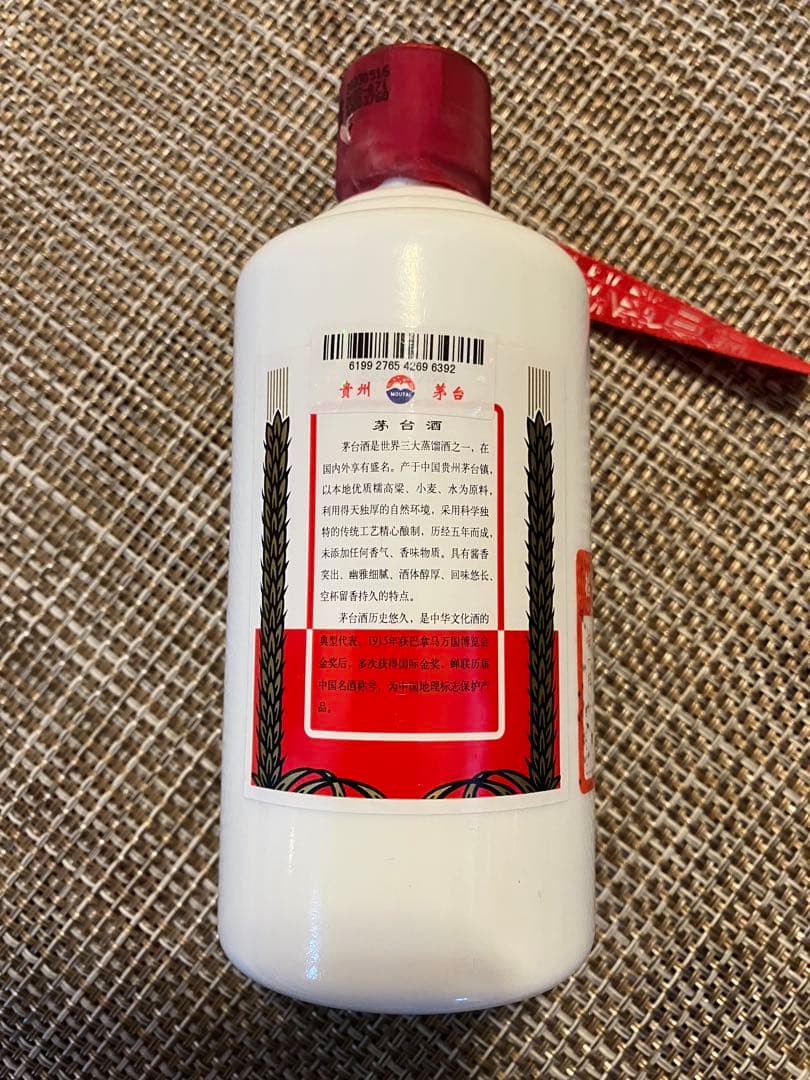 6199 2765 4269 6392
貴州 MOUTAI 茅台
茅台酒
茅台酒是世界三大蒸馏酒之一，在
国内外享有盛名。产于中国贵州茅台镇，
以本地优质糯高粱、小麦、水为原料，
利用得天独厚的自然环境，采用科学独
特的传统工艺精心酿制，历经五年而成，
未添加任何香气、香味物质。具有酱香
突出、幽雅细腻、酒体醇厚、回味悠长、
空杯留香持久的特点。
茅台酒历史悠久，是中华文化酒的
典型代表，1915年获巴拿马万国博览会
金奖后，多次获得国际金奖，蝉联历届
中国名酒称号，为中国地理标志保护产
品。